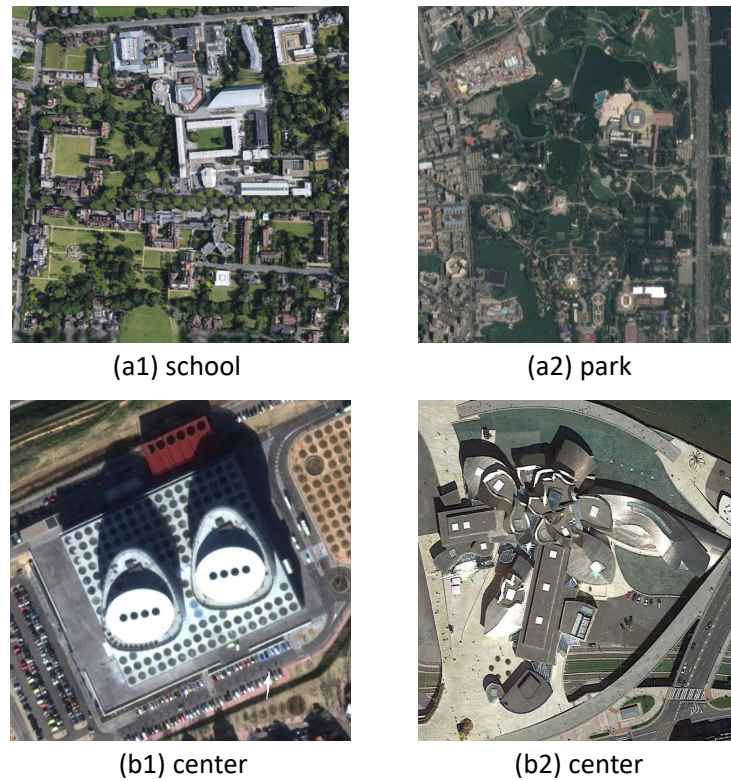 (a1) school
(a2) park
(b1) center
(b2) center